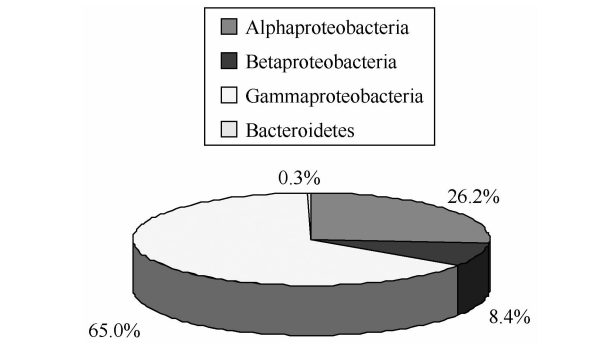 Alphaproteobacteria
Betaproteobacteria
Gammaproteobacteria
Bacteroidetes
0.3%
26.2%
8.4%
65.0%